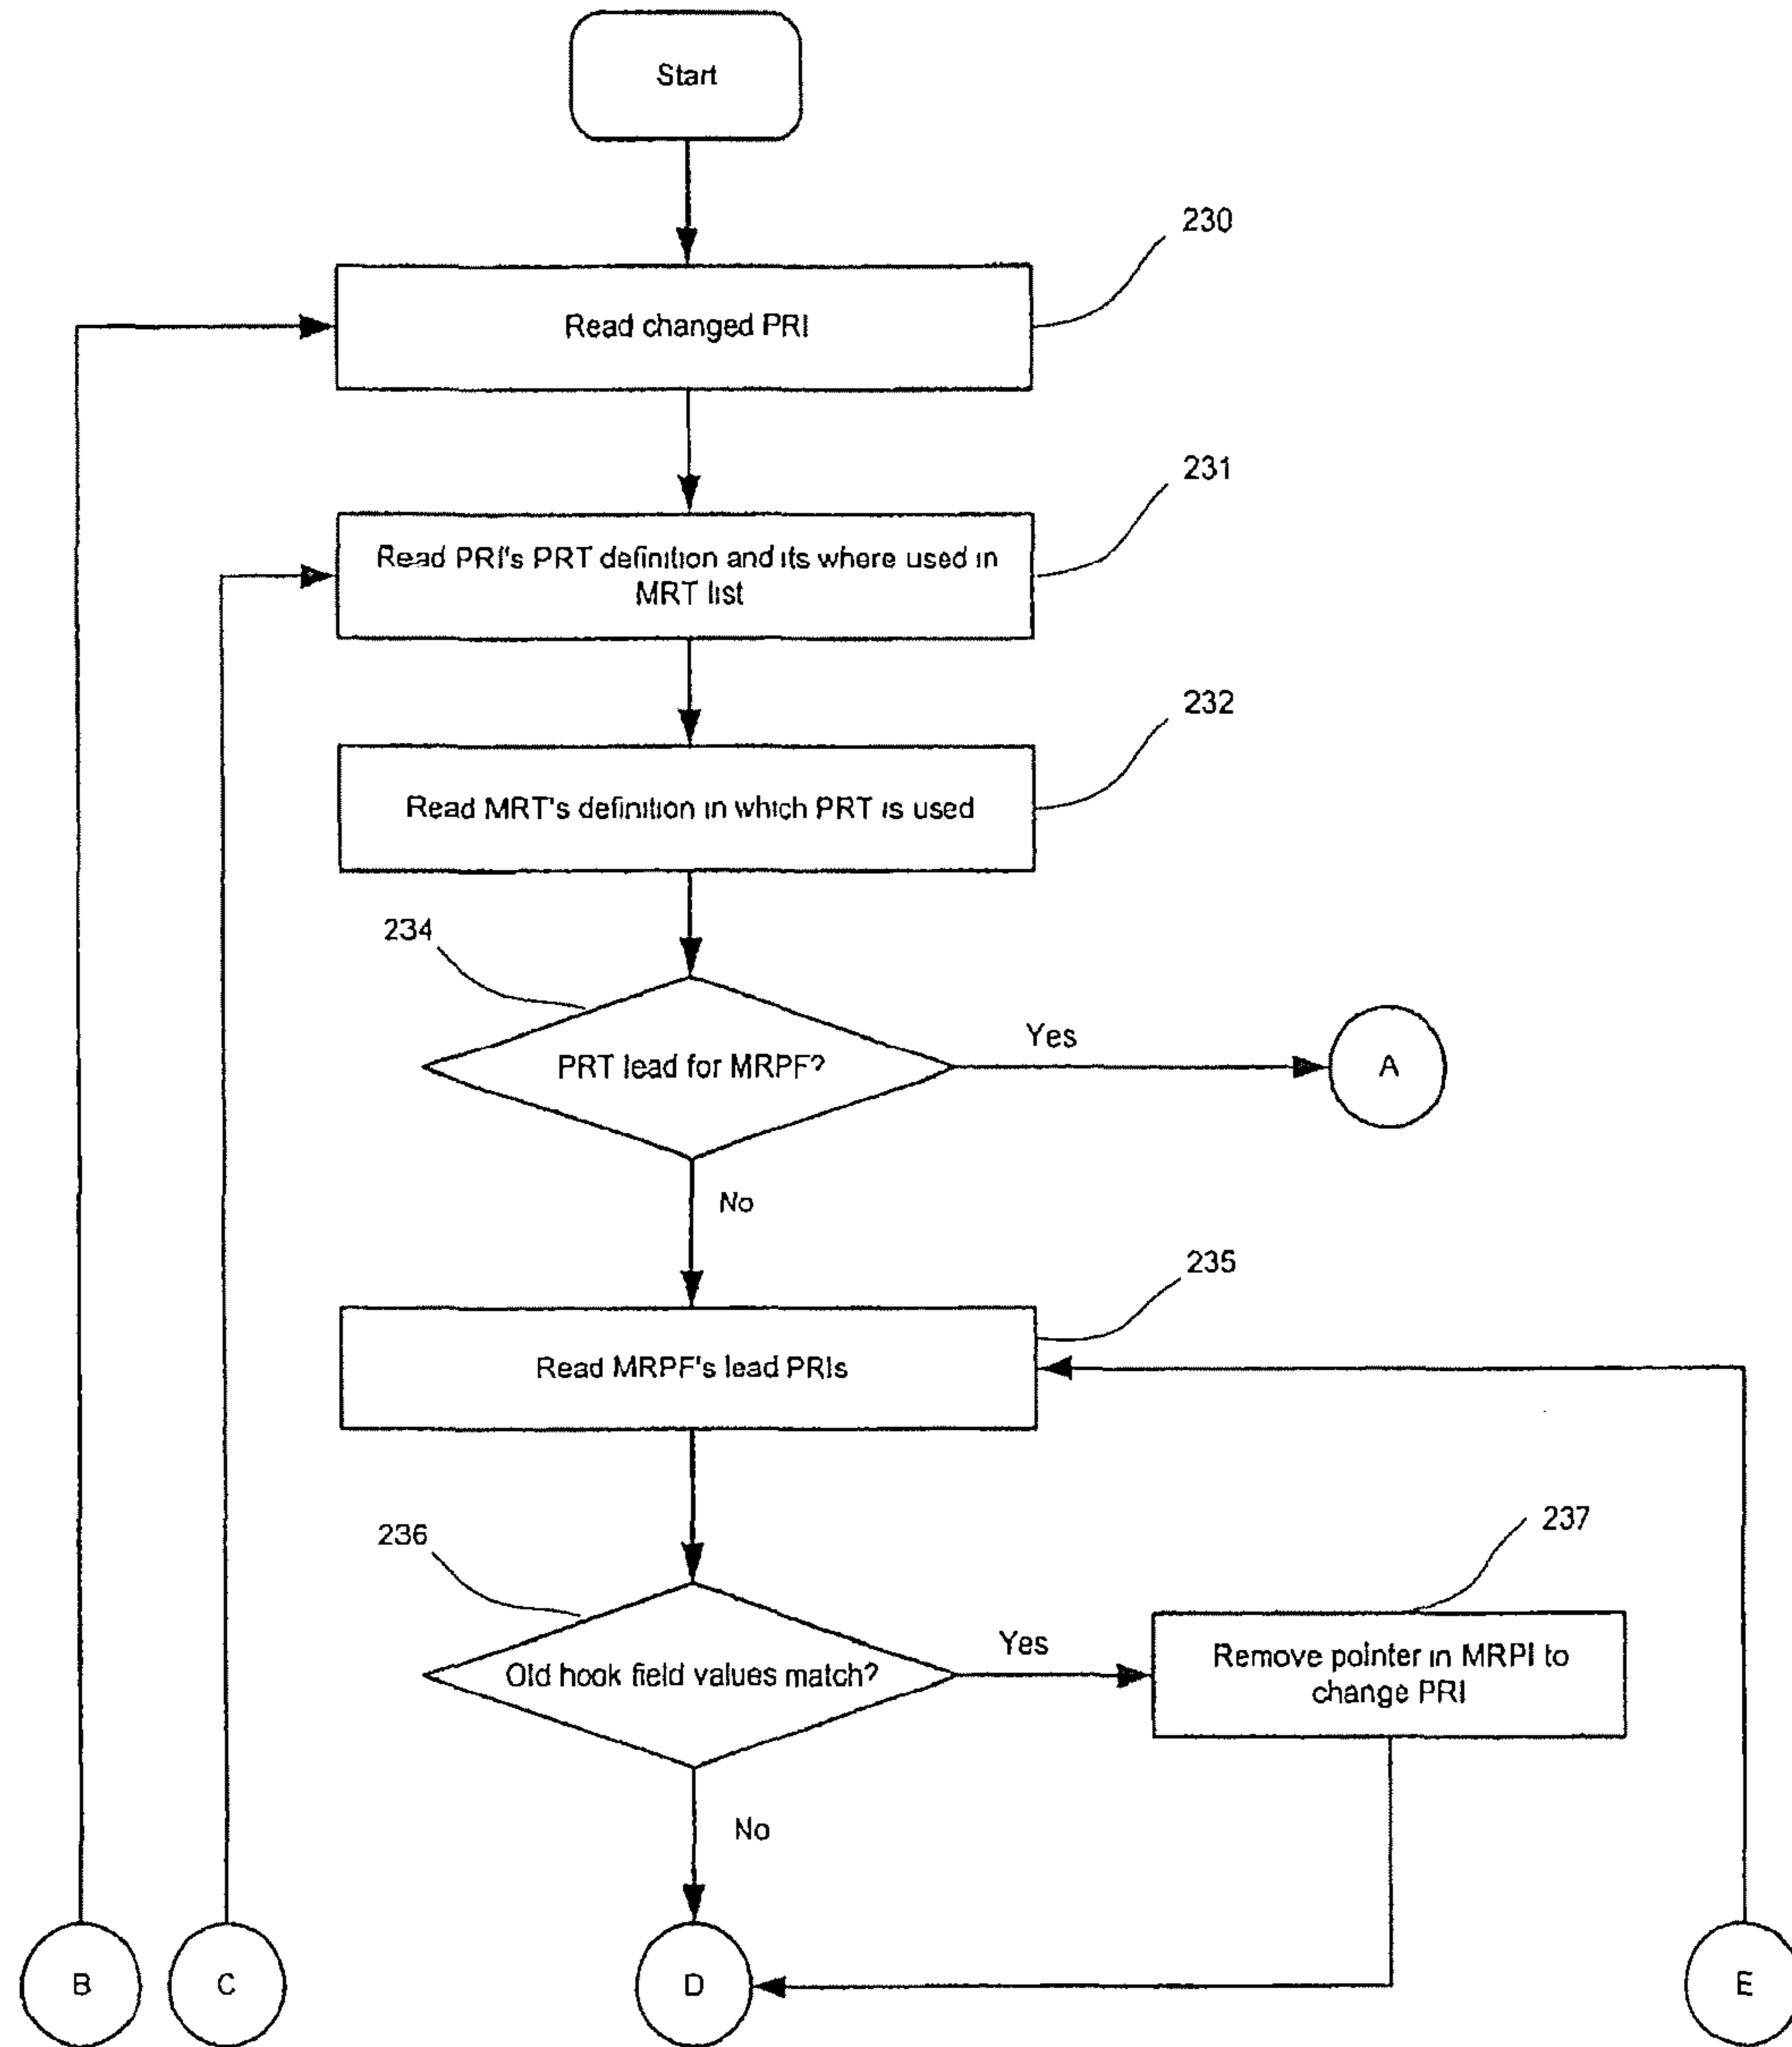 Start
230
Read changed PRI
231
Read PRI's PRT definition and its where used in
MRT list
232
Read MRT's definition in which PRT is used
234
PRT lead for MRPF?
Yes
A
No
235
Read MRPF's lead PRIs
236
237
Old hook field values match?
Yes
Remove pointer in MRPI to
change PRI
No
B
C
D
E